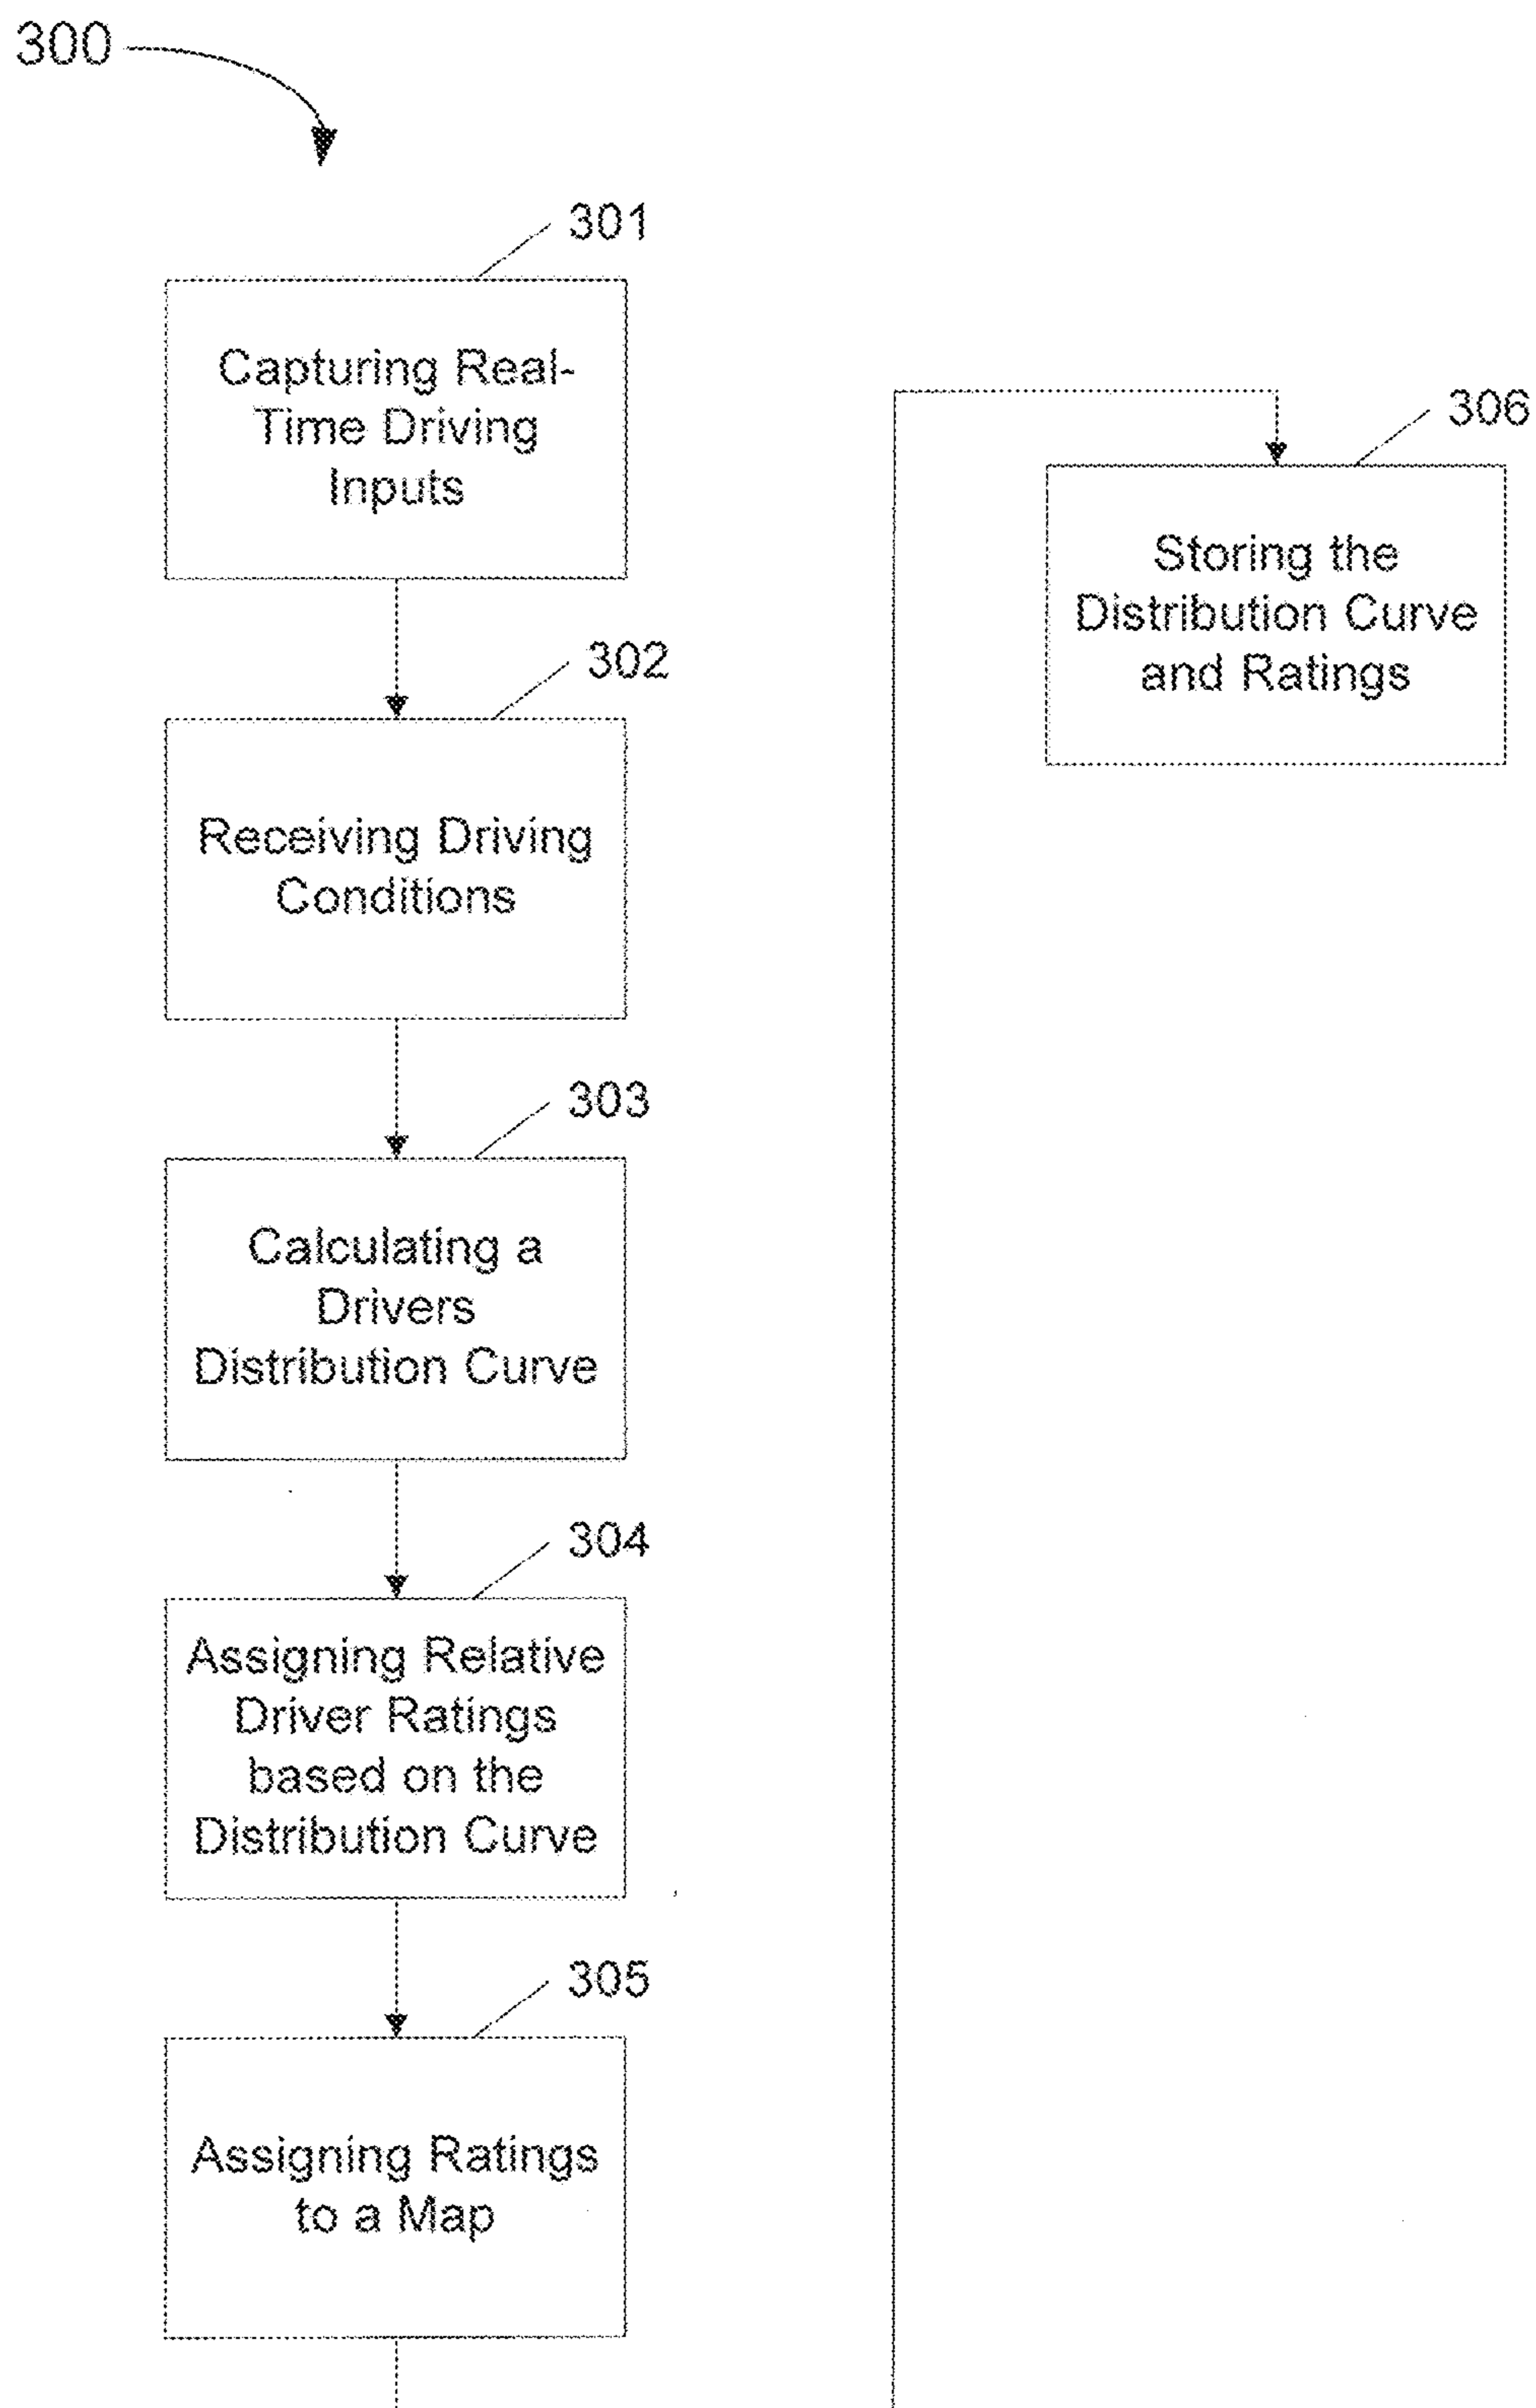 300
301
Capturing Real-
Time Driving
Inputs
302
Receiving Driving
Conditions
303
Calculating a
Drivers
Distribution Curve
304
Assigning Relative
Driver Ratings
based on the
Distribution Curve
305
Assigning Ratings
to a Map
306
Storing the
Distribution Curve
and Ratings